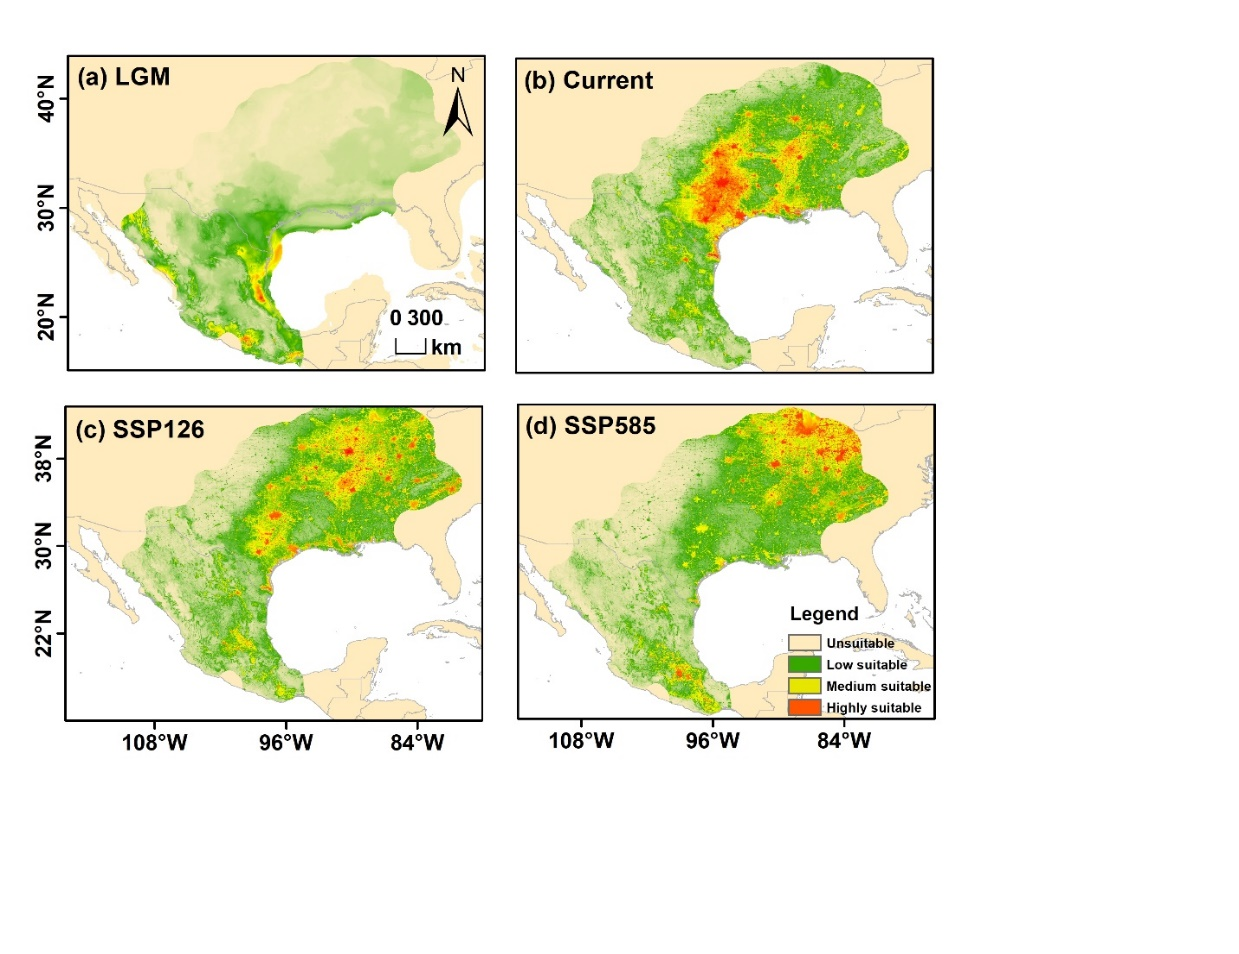 (a) LGM
N
40°N
30°N
20°N
0 300
km
(b) Current
(c) SSP126
38°N
30°N
22°N
108°W
96°W
84°W
(d) SSP585
Legend
Unsuitable
Low suitable
Medium suitable
Highly suitable
108°W
96°W
84°W